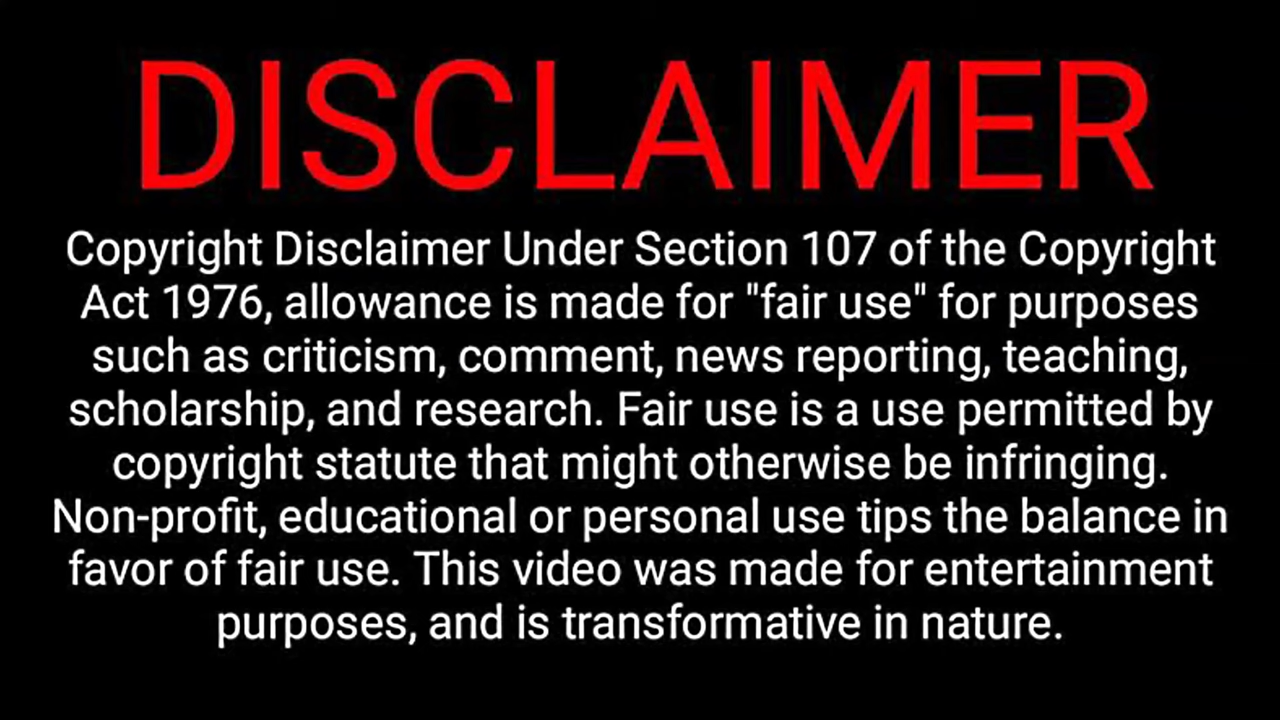 DISCLAIMER
Copyright Disclaimer Under Section 107 of the Copyright
Act 1976, allowance is made for "fair use" for purposes
such as criticism, comment, news reporting, teaching,
scholarship, and research. Fair use is a use permitted by
copyright statute that might otherwise be infringing.
Non-profit, educational or personal use tips the balance in
favor of fair use. This video was made for entertainment
purposes, and is transformative in nature.